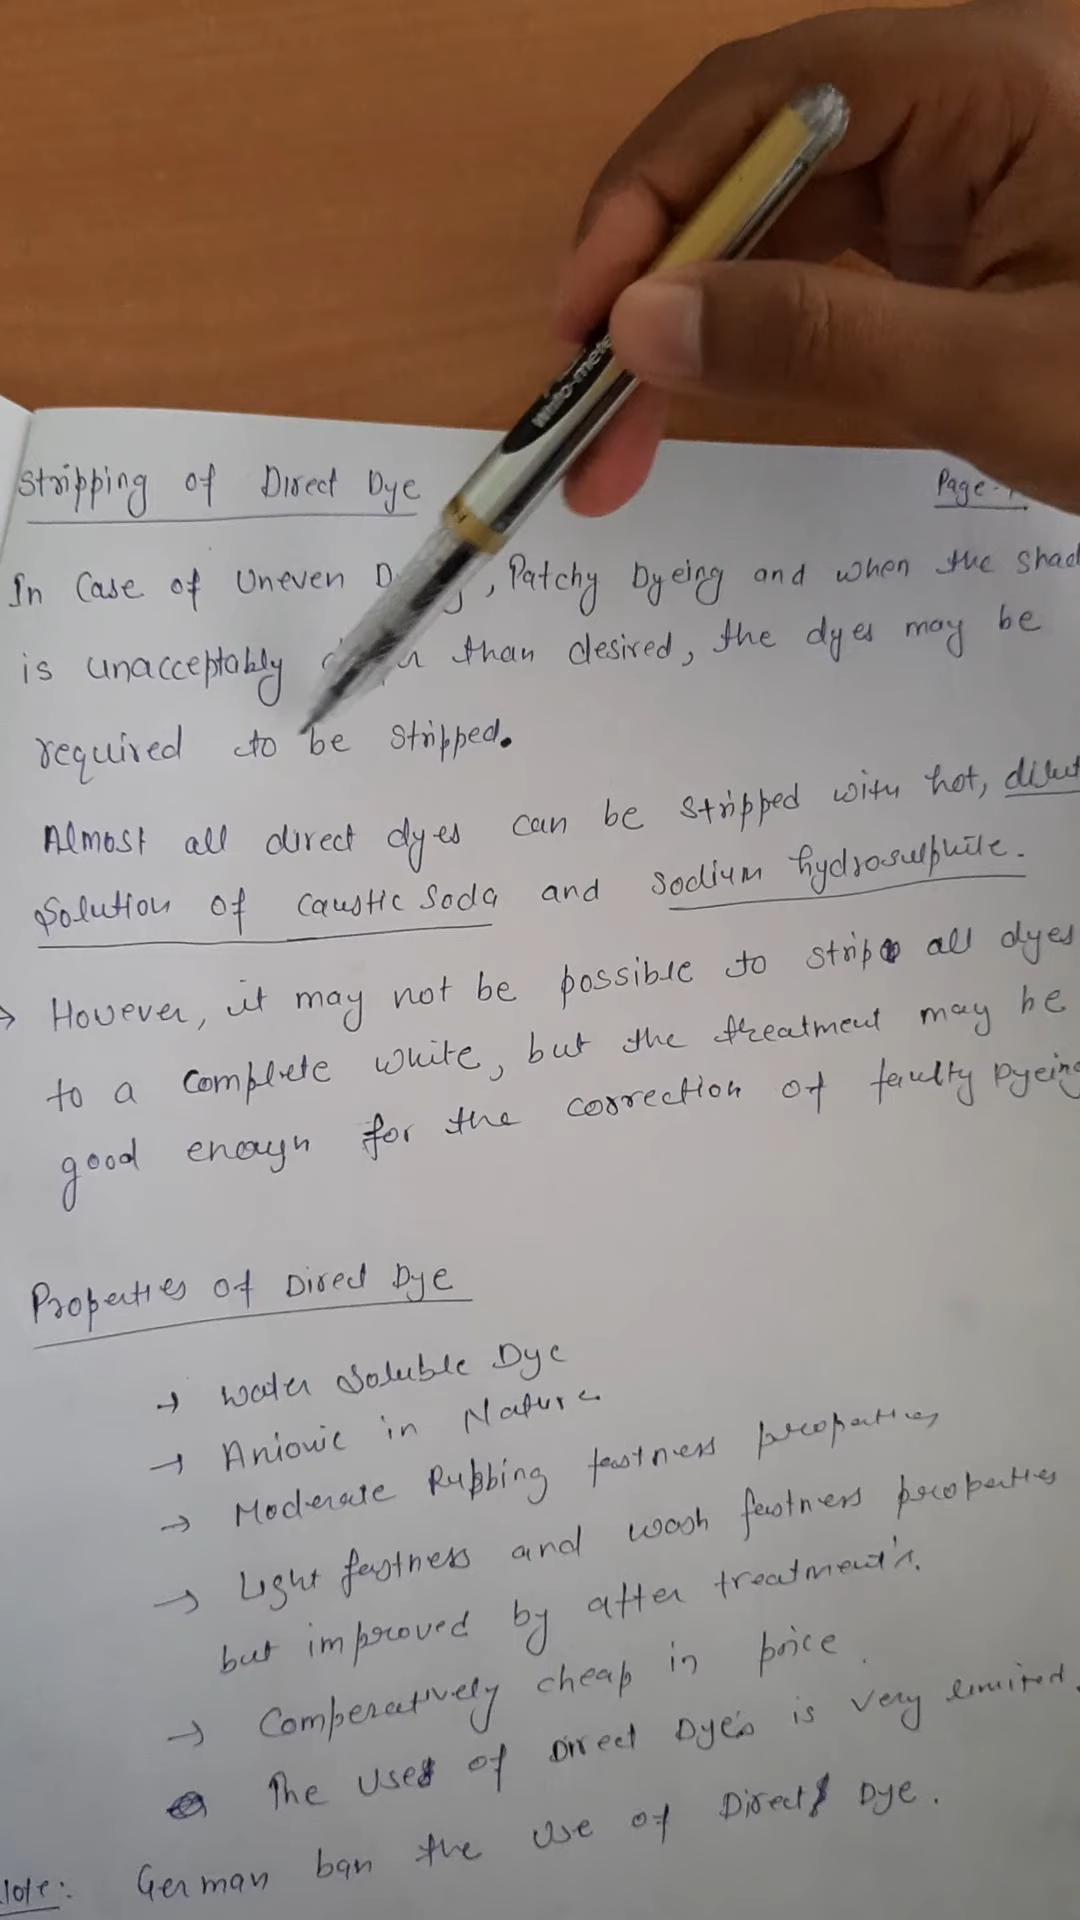 Stripping of Direct Dye
Page-
In Case of Uneven , Patchy Dyeing and when the shad
is unacceptably than desired, the dyes may be
required to be stripped.
Almost all direct dyes can be stripped with hot, dilut
Solution of Caustic Soda and Sodium hydrosulphite.
→ However, it may not be possible to strip all dyes
to a complete white, but the treatment may be
good enough for the correction of faulty Dyeing
Properties of Direct Dye
→ Water Soluble Dye
→ Anionic in Nature
→ Moderate Rubbing fastness properties
→ Light fastness and wash fastness properties
but improved by after treatment's.
→ Comperatively cheap in price.
The Uses of Direct Dye's is very limited.
Note: German ban the use of Direct Dye.